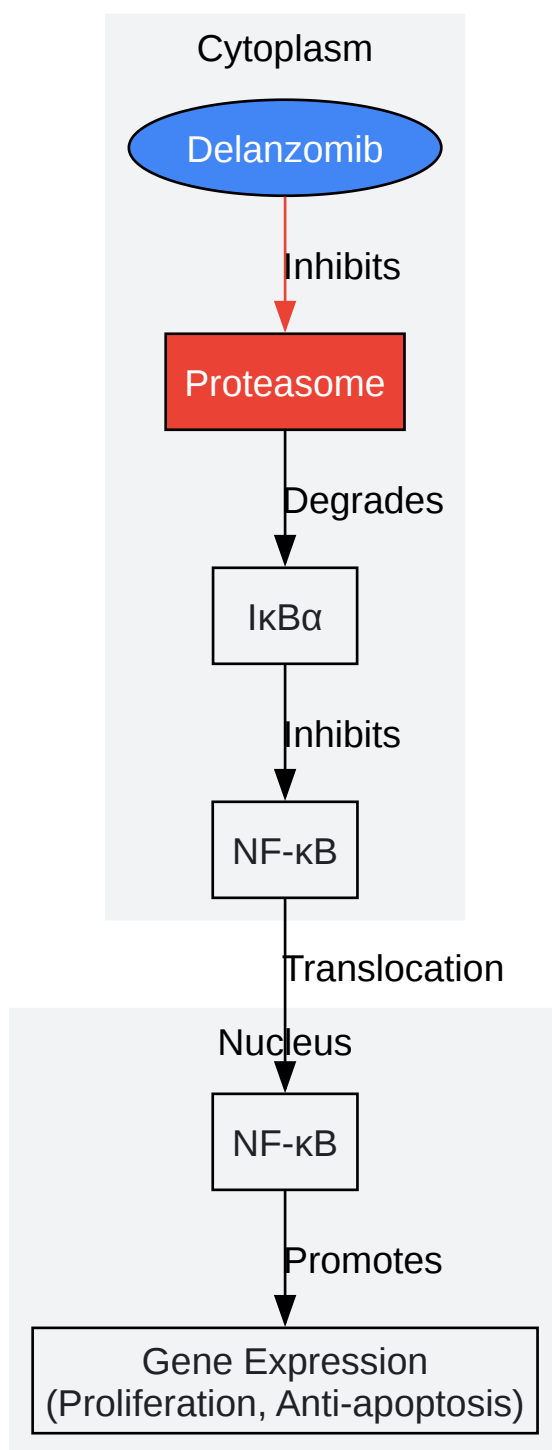 Cytoplasm
Delanzomib
Inhibits
Proteasome
Degrades
IκBα
Inhibits
NF-κB
Translocation
Nucleus
NF-κB
Promotes
Gene Expression
(Proliferation, Anti-apoptosis)